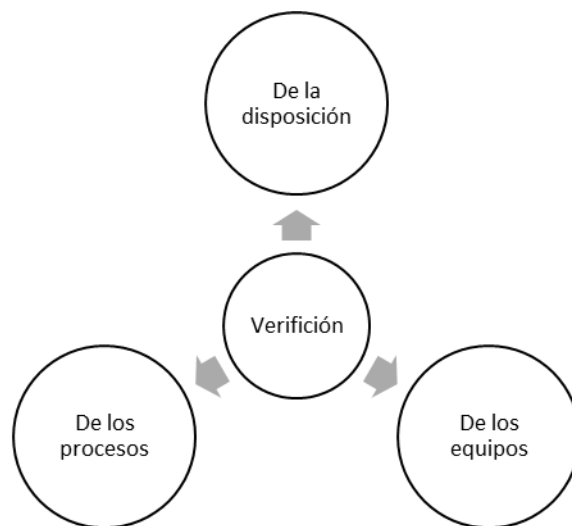 De la
disposición
Verifición
De los
procesos
De los
equipos